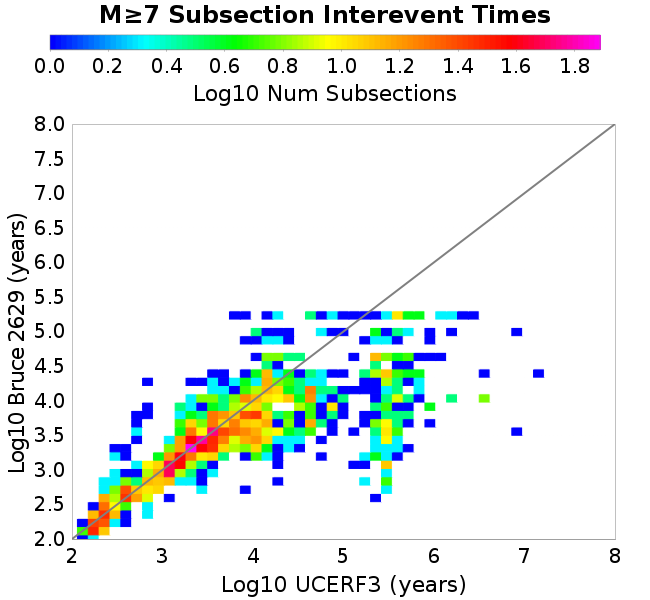 M≥7 Subsection Interevent Times
0.0 0.2 0.4 0.6 0.8 1.0 1.2 1.4 1.6 1.8
Log10 Num Subsections
8.0
7.5
7.0
6.5
6.0
5.5
5.0
4.5
4.0
3.5
3.0
2.5
2.0
Log10 Bruce 2629 (years)
2 3 4 5 6 7 8
Log10 UCERF3 (years)